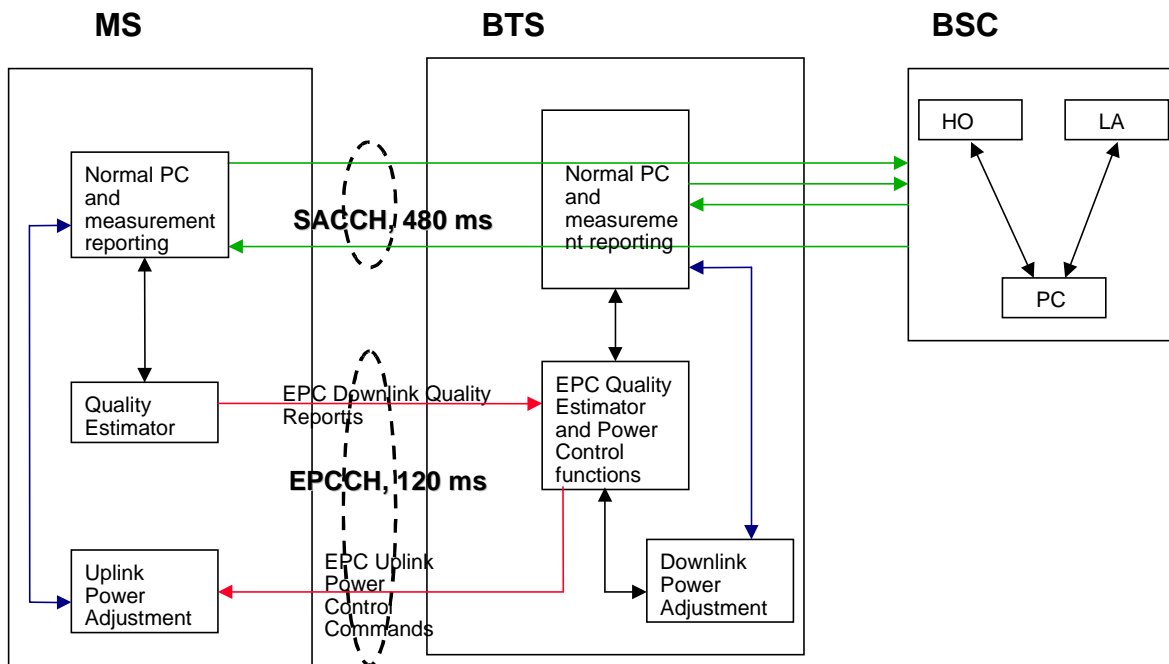 MS
BTS
BSC
HO
LA
Normal PC
and
measurement
reporting
Normal PC
and
measureme
nt reporting
SACCH, 480 ms
PC
Quality
Estimator
EPC Downlink Quality
Reportts
EPC Quality
Estimator
and Power
Control
functions
EPCCH, 120 ms
Uplink
Power
Adjustment
EPC Uplink
Power
Control
Commands
Downlink
Power
Adjustment